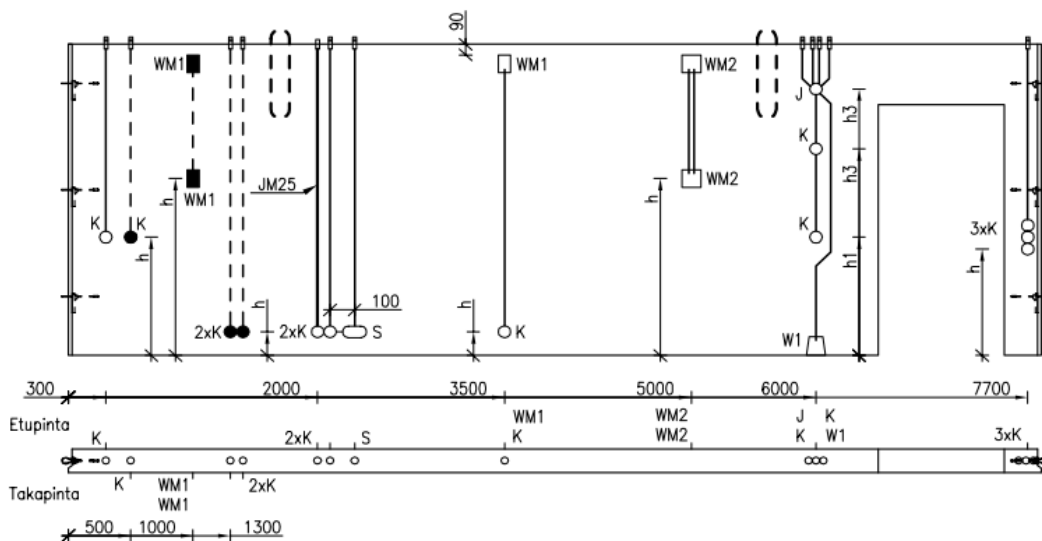 90
WM1 WM1 WM2 J
h3
K
WM1 WM2
h3
JM25
K K K 3xK
h h h h1 h
100
h h
2xK 2xK S K W1
300 2000 3500 5000 6000 7700
Etupinta
WM1 WM2 J K
K 2xK S K WM2 K W1 3xK
Takapinta
K WM1 2xK
WM1
500 1000 1300